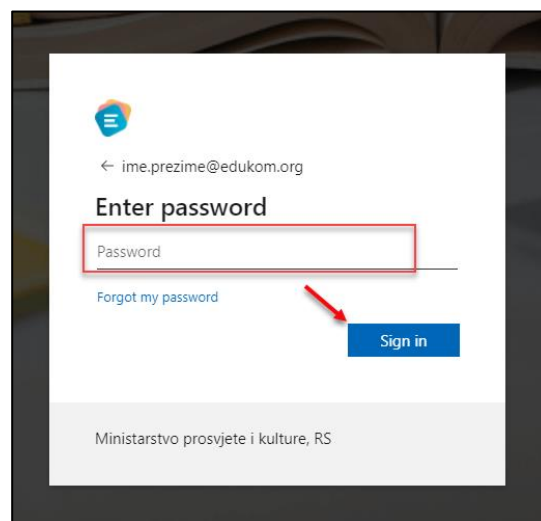 ← ime.prezime@edukom.org
Enter password
Password
Forgot my password
Sign in
Ministarstvo prosvjete i kulture, RS